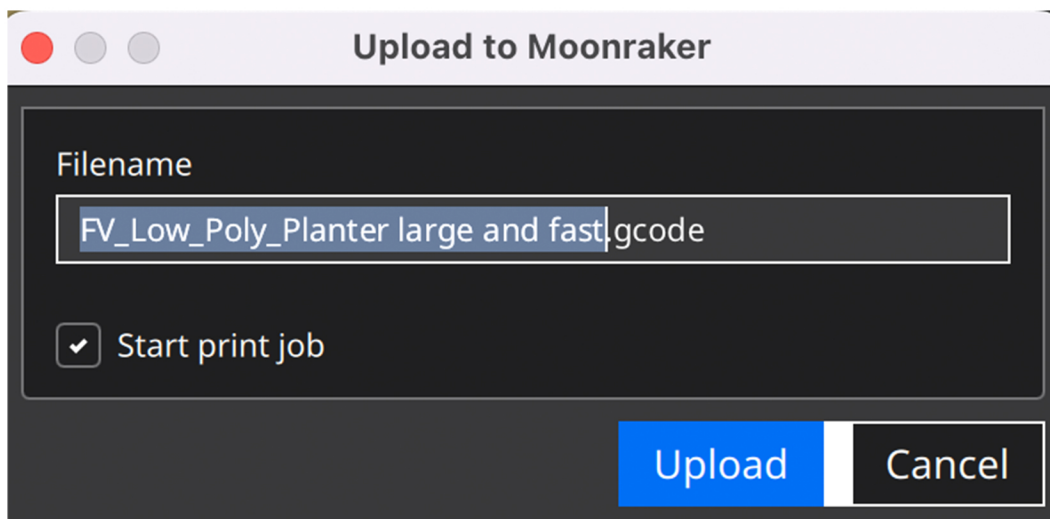 Upload to Moonraker
Filename
FV_Low_Poly_Planter large and fast.gcode
Start print job
Upload Cancel